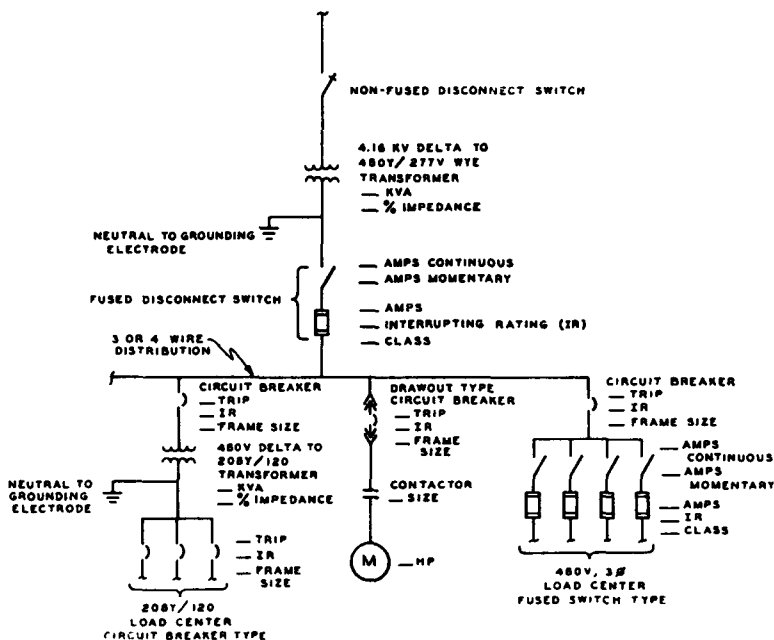 NON-FUSED DISCONNECT SWITCH
4.16 KV DELTA TO
480Y/277V WYE
TRANSFORMER
— KVA
— % IMPEDANCE
NEUTRAL TO GROUNDING
ELECTRODE
— AMPS CONTINUOUS
— AMPS MOMENTARY
FUSED DISCONNECT SWITCH
— AMPS
— INTERRUPTING RATING (IR)
— CLASS
3 OR 4 WIRE
DISTRIBUTION
CIRCUIT BREAKER
— TRIP
— IR
— FRAME SIZE
480V DELTA TO
208Y/120
TRANSFORMER
— KVA
— % IMPEDANCE
NEUTRAL TO
GROUNDING
ELECTRODE
— TRIP
— IR
— FRAME
SIZE
208Y/120
LOAD CENTER
CIRCUIT BREAKER TYPE
DRAWOUT TYPE
CIRCUIT BREAKER
— TRIP
— IR
— FRAME
SIZE
CONTACTOR
— SIZE
M
— HP
CIRCUIT BREAKER
— TRIP
— IR
— FRAME SIZE
— AMPS
CONTINUOUS
— AMPS
MOMENTARY
— AMPS
— IR
— CLASS
480V, 3Ø
LOAD CENTER
FUSED SWITCH TYPE